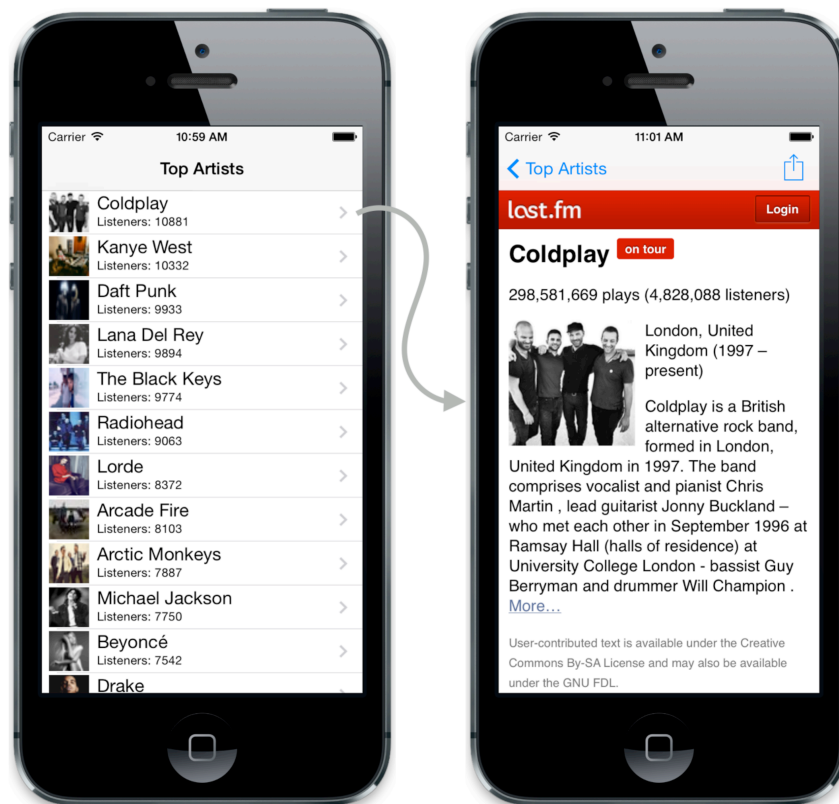 Carrier 10:59 AM
Top Artists
Coldplay
Listeners: 10881
Kanye West
Listeners: 10332
Daft Punk
Listeners: 9933
Lana Del Rey
Listeners: 9894
The Black Keys
Listeners: 9774
Radiohead
Listeners: 9063
Lorde
Listeners: 8372
Arcade Fire
Listeners: 8103
Arctic Monkeys
Listeners: 7887
Michael Jackson
Listeners: 7750
Beyoncé
Listeners: 7542
Drake
Carrier 11:01 AM
Top Artists
last.fm Login
Coldplay on tour
298,581,669 plays (4,828,088 listeners)
London, United
Kingdom (1997 –
present)
Coldplay is a British
alternative rock band,
formed in London,
United Kingdom in 1997. The band
comprises vocalist and pianist Chris
Martin , lead guitarist Jonny Buckland –
who met each other in September 1996 at
Ramsay Hall (halls of residence) at
University College London - bassist Guy
Berryman and drummer Will Champion .
More…
User-contributed text is available under the Creative
Commons By-SA License and may also be available
under the GNU FDL.